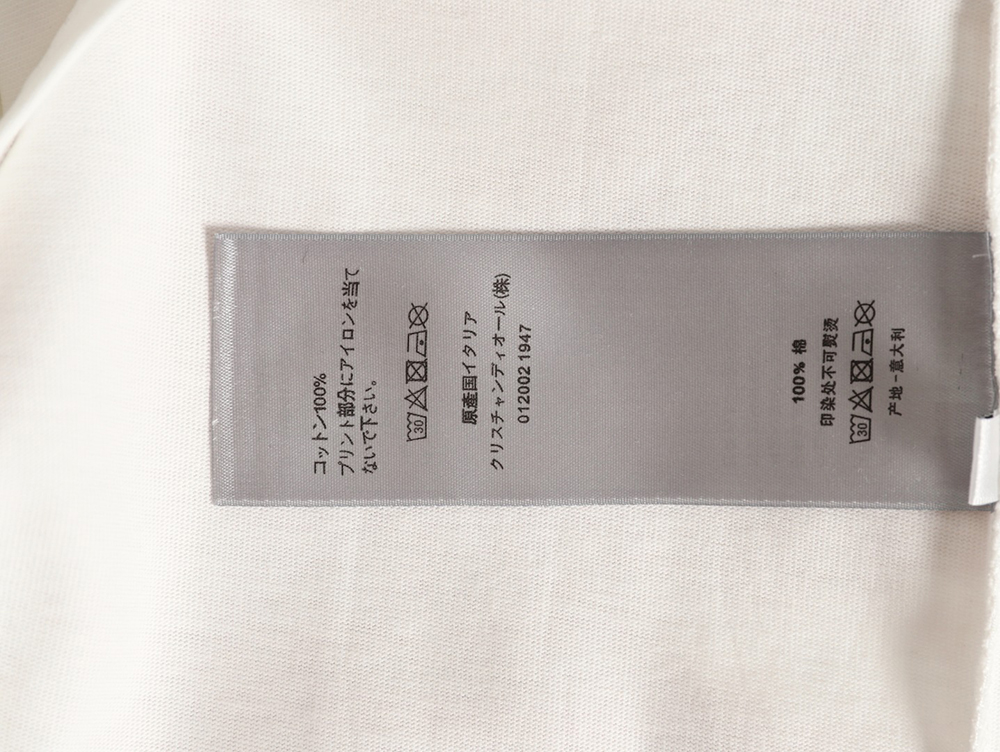 コットン100%
プリント部分にアイロンを当て
ないで下さい。
30
原產国イタリア
クリスチャンディオール(株)
012002 1947
100% 棉
印染处不可熨烫
30
产地-意大利